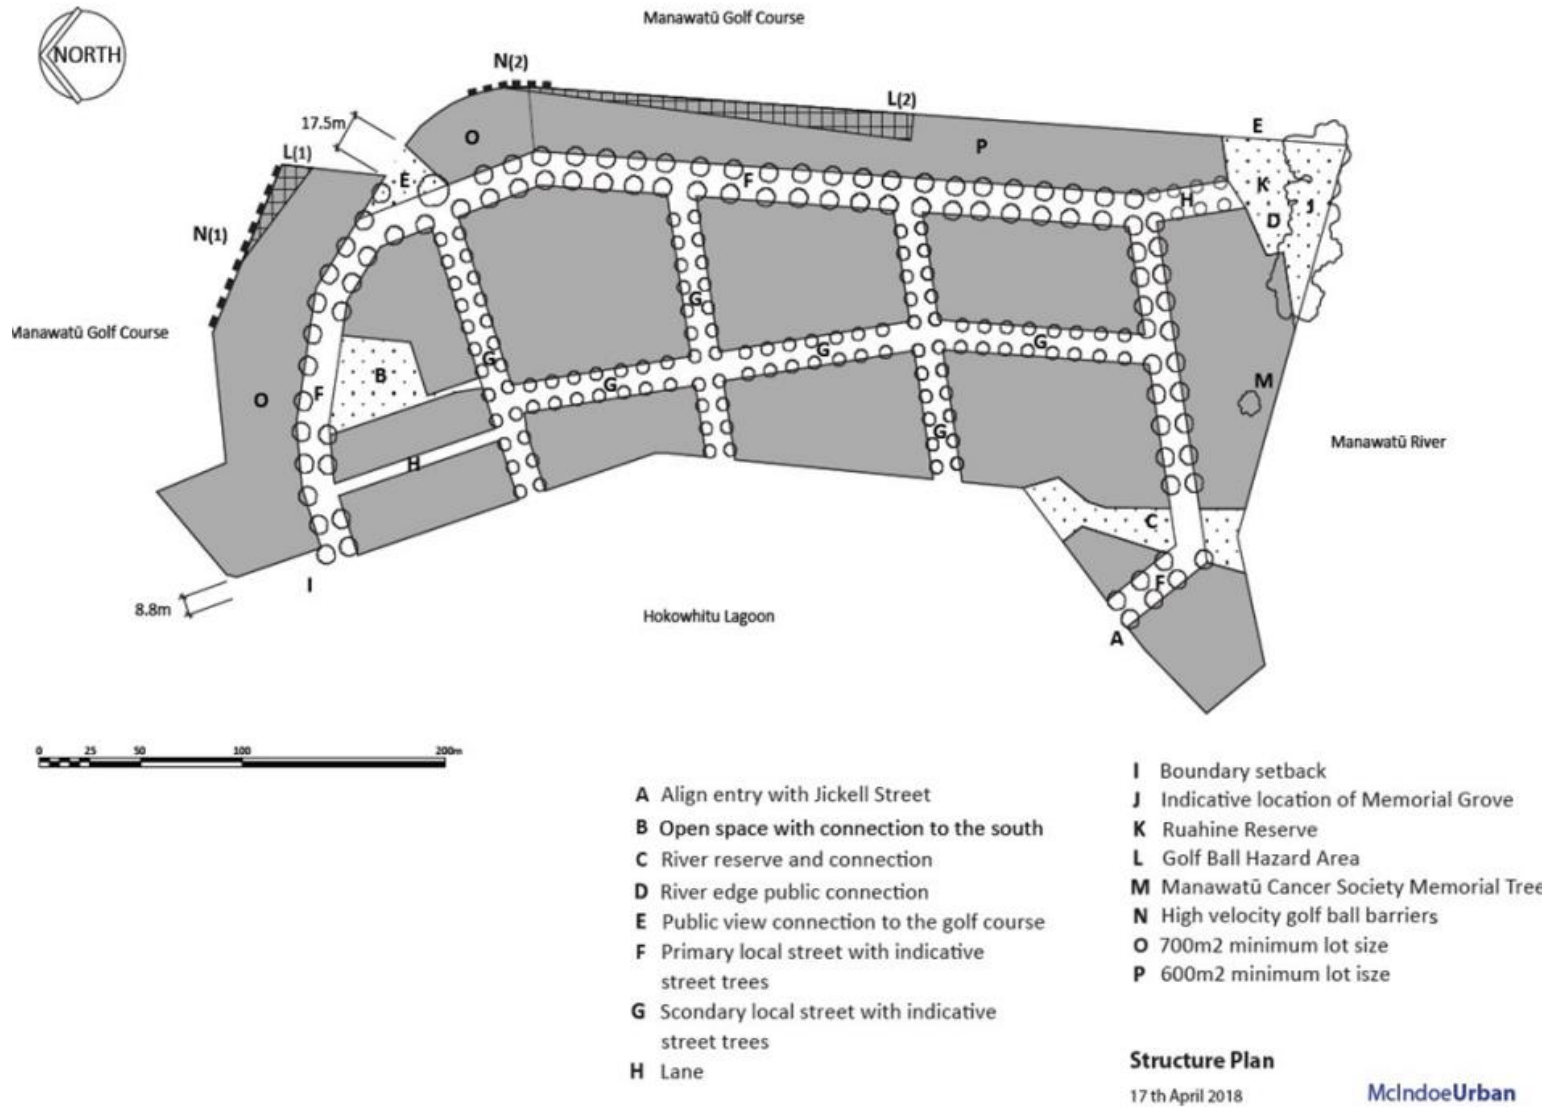 Manawatū Golf Course
NORTH
N(2)
L(2)
17.5m
O
E
P
L(1)
E
F
K
H
J
N(1)
D
G
Manawatū Golf Course
G
G
G
B
M
F
G
O
Manawatū River
G
H
C
F
I
8.8m
Hokowhitu Lagoon
A
0 25 50 100 200m
A Align entry with Jickell Street
B Open space with connection to the south
C River reserve and connection
D River edge public connection
E Public view connection to the golf course
F Primary local street with indicative
street trees
G Scondary local street with indicative
street trees
H Lane
I Boundary setback
J Indicative location of Memorial Grove
K Ruahine Reserve
L Golf Ball Hazard Area
M Manawatū Cancer Society Memorial Tree
N High velocity golf ball barriers
O 700m2 minimum lot size
P 600m2 minimum lot isze
Structure Plan
17 th April 2018
McIndoeUrban